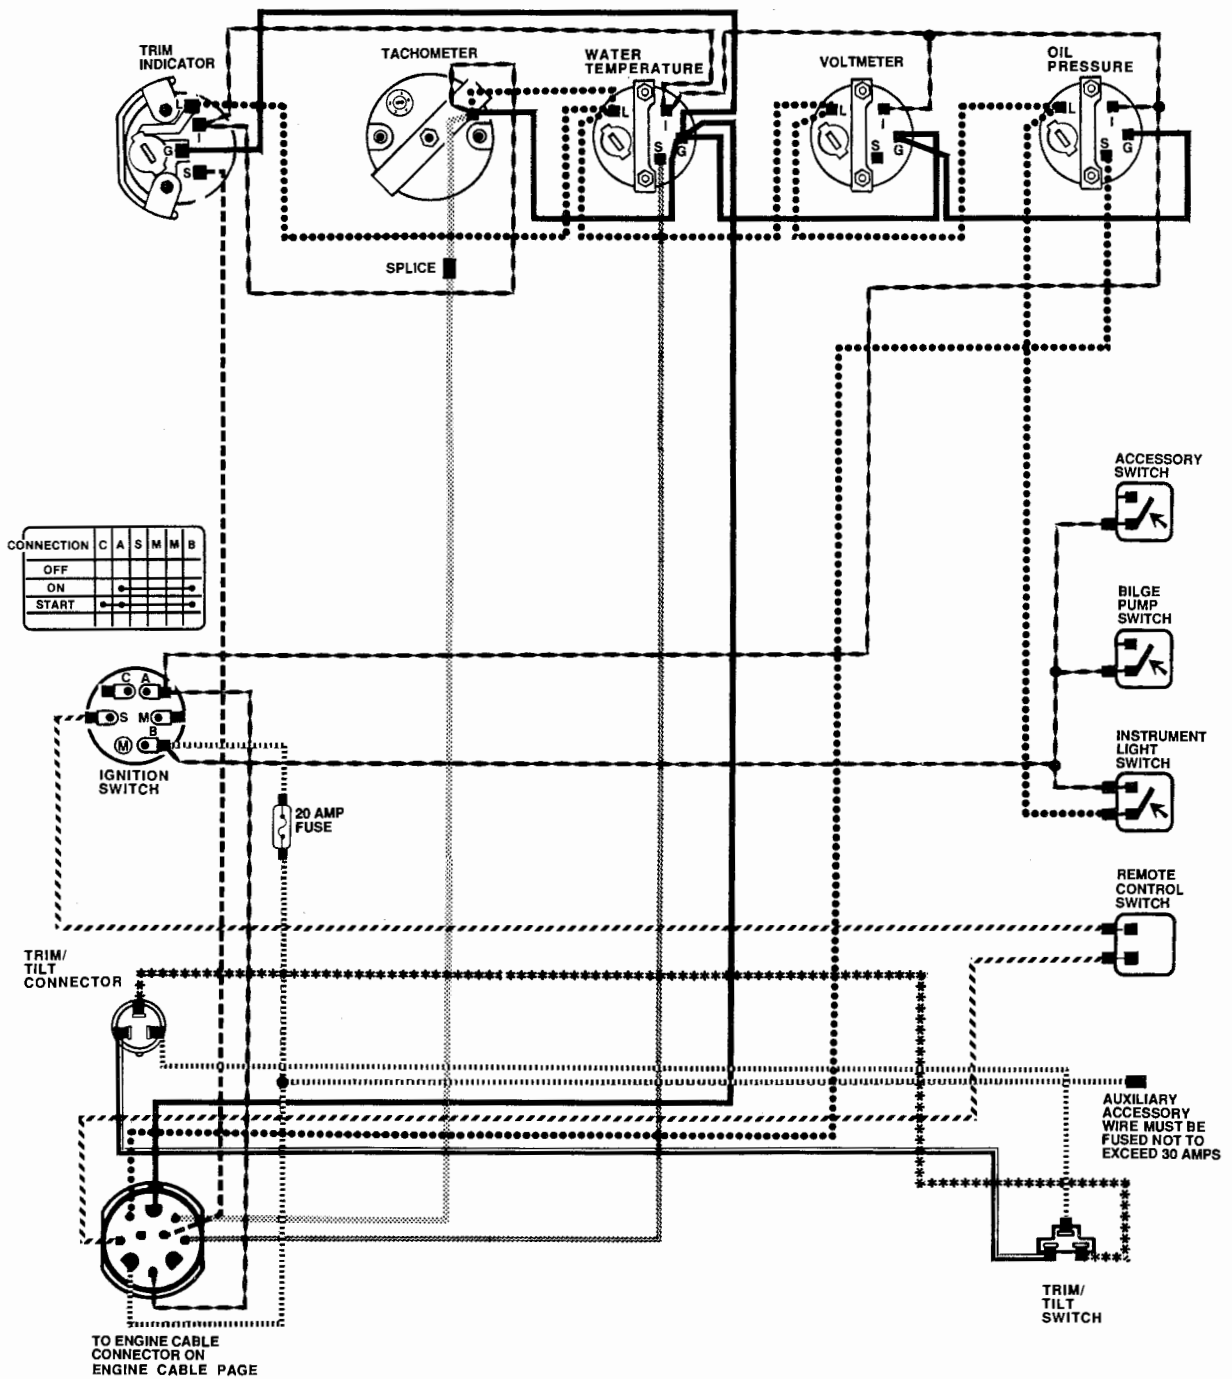 TRIM
INDICATOR
TACHOMETER
WATER
TEMPERATURE
VOLTMETER
OIL
PRESSURE
L
I
G
S
L
I
S
G
L
I
S
G
L
I
S
G
SPLICE
ACCESSORY
SWITCH
CONNECTION C A S M M B
OFF
ON
START
BILGE
PUMP
SWITCH
C A
S M
B
M
IGNITION
SWITCH
INSTRUMENT
LIGHT
SWITCH
20 AMP
FUSE
REMOTE
CONTROL
SWITCH
TRIM/
TILT
CONNECTOR
AUXILIARY
ACCESSORY
WIRE MUST BE
FUSED NOT TO
EXCEED 30 AMPS
TRIM/
TILT
SWITCH
TO ENGINE CABLE
CONNECTOR ON
ENGINE CABLE PAGE